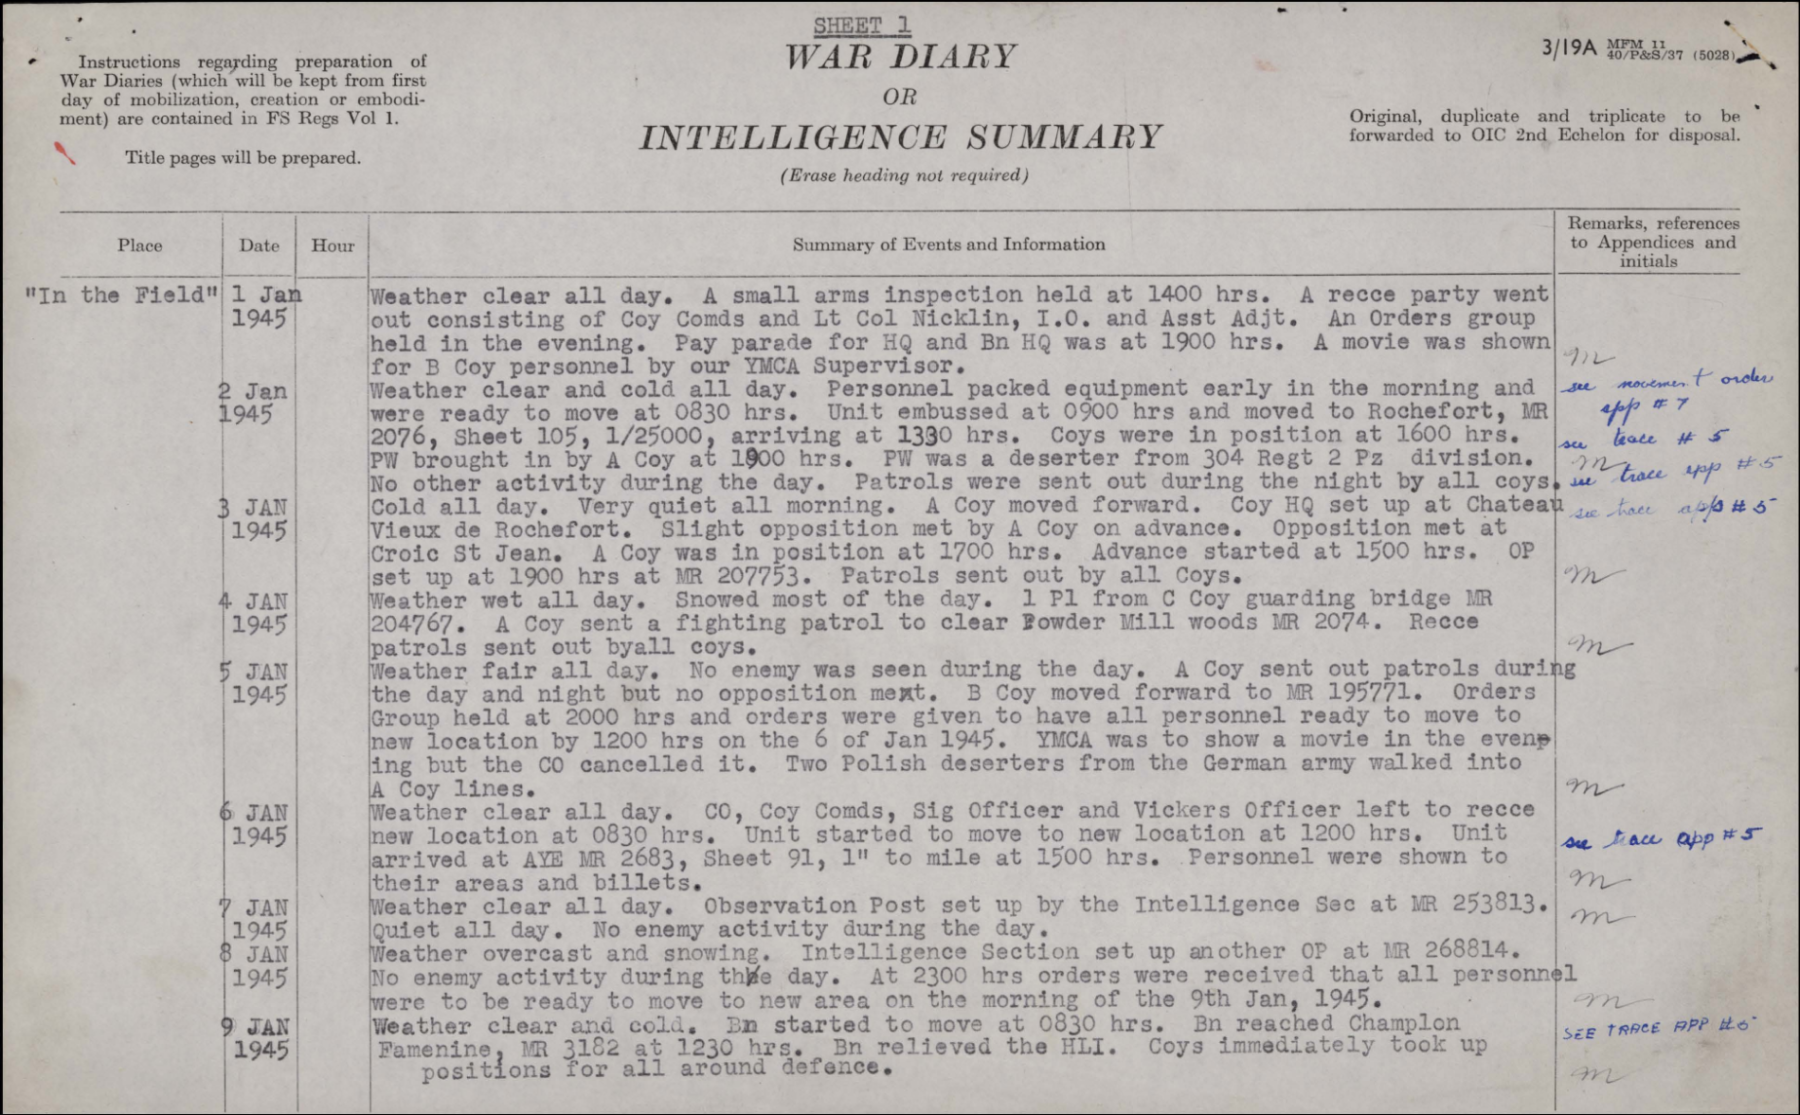 SHEET 1
WAR DIARY
OR
INTELLIGENCE SUMMARY
(Erase heading not required)
Instructions regarding preparation of
War Diaries (which will be kept from first
day of mobilization, creation or embodi-
ment) are contained in FS Regs Vol 1.
Title pages will be prepared.
3/19A MFM 11
40/P&S/37 (5028)
Original, duplicate and triplicate to be
forwarded to OIC 2nd Echelon for disposal.
Place Date Hour Summary of Events and Information Remarks, references
to Appendices and
initials
"In the Field" 1 Jan Weather clear all day. A small arms inspection held at 1400 hrs. A recce party went
1945 out consisting of Coy Comds and Lt Col Nicklin, I.O. and Asst Adjt. An Orders group
held in the evening. Pay parade for HQ and Bn HQ was at 1900 hrs. A movie was shown
for B Coy personnel by our YMCA Supervisor.
2 Jan Weather clear and cold all day. Personnel packed equipment early in the morning and see movement order
1945 were ready to move at 0830 hrs. Unit embussed at 0900 hrs and moved to Rochefort, MR app # 7
2076, Sheet 105, 1/25000, arriving at 1330 hrs. Coys were in position at 1600 hrs. see trace # 5
PW brought in by A Coy at 1900 hrs. PW was a deserter from 304 Regt 2 Pz division.
No other activity during the day. Patrols were sent out during the night by all coys. see trace app # 5
3 JAN Cold all day. Very quiet all morning. A Coy moved forward. Coy HQ set up at Chateau see trace app # 5
1945 Vieux de Rochefort. Slight opposition met by A Coy on advance. Opposition met at
Croic St Jean. A Coy was in position at 1700 hrs. Advance started at 1500 hrs. OP
set up at 1900 hrs at MR 207753. Patrols sent out by all Coys.
4 JAN Weather wet all day. Snowed most of the day. 1 Pl from C Coy guarding bridge MR
1945 204767. A Coy sent a fighting patrol to clear Powder Mill woods MR 2074. Recce
patrols sent out byall coys.
5 JAN Weather fair all day. No enemy was seen during the day. A Coy sent out patrols during
1945 the day and night but no opposition mext. B Coy moved forward to MR 195771. Orders
Group held at 2000 hrs and orders were given to have all personnel ready to move to
new location by 1200 hrs on the 6 of Jan 1945. YMCA was to show a movie in the even-
ing but the CO cancelled it. Two Polish deserters from the German army walked into
A Coy lines.
6 JAN Weather clear all day. CO, Coy Comds, Sig Officer and Vickers Officer left to recce
1945 new location at 0830 hrs. Unit started to move to new location at 1200 hrs. Unit see trace app # 5
arrived at AYE MR 2683, Sheet 91, 1" to mile at 1500 hrs. Personnel were shown to
their areas and billets.
7 JAN Weather clear all day. Observation Post set up by the Intelligence Sec at MR 253813.
1945 Quiet all day. No enemy activity during the day.
8 JAN Weather overcast and snowing. Intelligence Section set up another OP at MR 268814.
1945 No enemy activity during the day. At 2300 hrs orders were received that all personnel
were to be ready to move to new area on the morning of the 9th Jan, 1945.
9 JAN Weather clear and cold. Bn started to move at 0830 hrs. Bn reached Champlon SEE TRACE APP #5
1945 Famenine, MR 3182 at 1230 hrs. Bn relieved the HLI. Coys immediately took up
positions for all around defence.